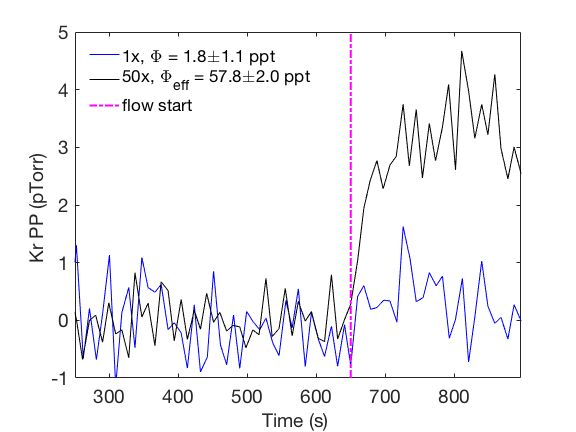 5
4
3
2
1
0
-1
Kr PP (pTorr)
1x, Φ = 1.8±1.1 ppt
50x, Φeff = 57.8±2.0 ppt
flow start
300 400 500 600 700 800
Time (s)